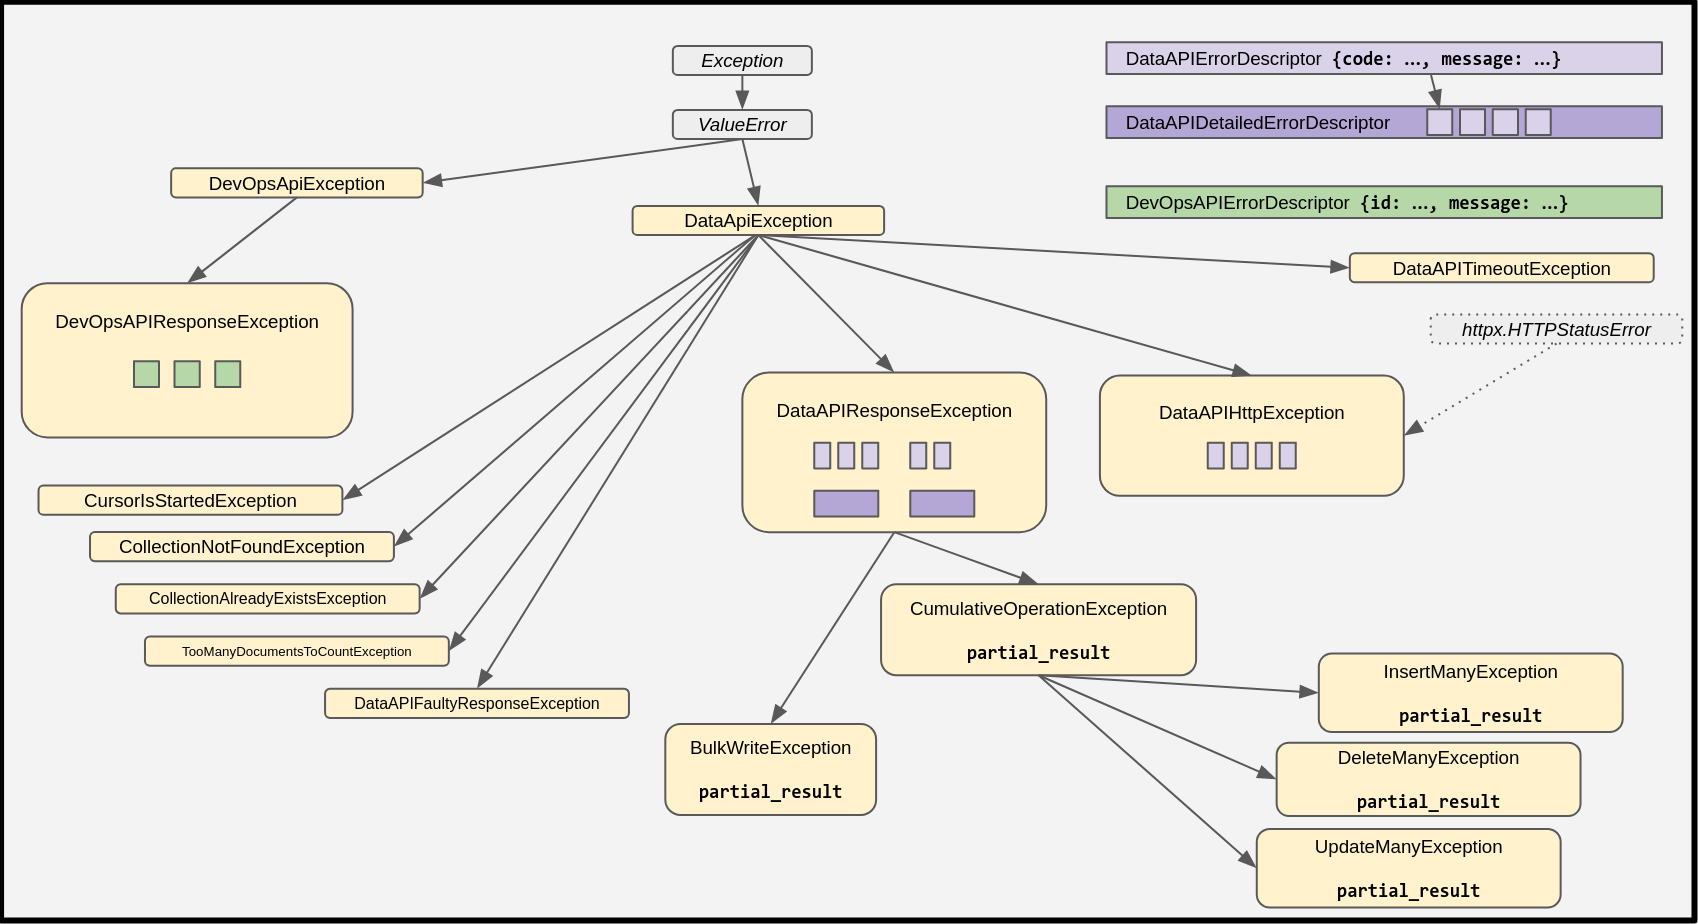 Exception
DataAPIErrorDescriptor {code: …, message: …}
ValueError
DataAPIDetailedErrorDescriptor
DevOpsApiException
DevOpsAPIErrorDescriptor {id: …, message: …}
DataApiException
DataAPITimeoutException
DevOpsAPIResponseException
httpx.HTTPStatusError
DataAPIResponseException
DataAPIHttpException
CursorIsStartedException
CollectionNotFoundException
CollectionAlreadyExistsException
CumulativeOperationException
partial_result
TooManyDocumentsToCountException
DataAPIFaultyResponseException
InsertManyException
partial_result
BulkWriteException
partial_result
DeleteManyException
partial_result
UpdateManyException
partial_result